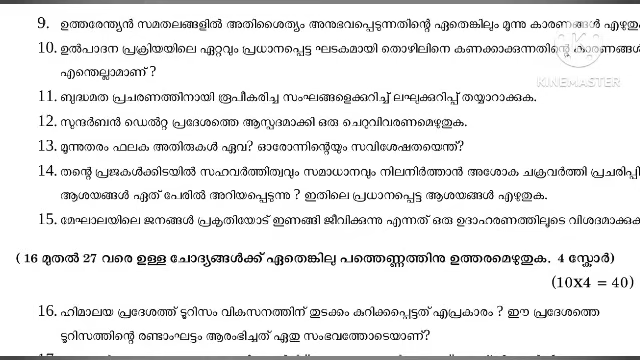 9. ഉത്തരേന്ത്യൻ സമതലങ്ങളിൽ അതിശൈത്യം അനുഭവപ്പെടുന്നതിന്റെ ഏതെങ്കിലും മൂന്നു കാരണങ്ങൾ
10. ഉൽപാദന പ്രക്രിയയിലെ ഏറ്റവും പ്രധാനപ്പെട്ട ഘടകമായി തൊഴിലിനെ കണക്കാക്കുന്നതിന്റെ കാരണങ്ങൾ
എന്തെല്ലാമാണ് ?
11. ബുദ്ധമത പ്രചരണത്തിനായി രൂപീകരിച്ച സംഘങ്ങളെക്കുറിച്ച് ലഘുക്കുറിപ്പ് തയ്യാറാക്കുക.
12. സുന്ദർബൻ ഡെൽറ്റ പ്രദേശത്തെ ആസ്പദമാക്കി ഒരു ചെറുവിവരണമെഴുതുക.
13. മൂന്നുതരം ഫലക അതിരുകൾ ഏവ? ഓരോന്നിന്റെയും സവിശേഷതയെന്ത്?
14. തന്റെ പ്രജകൾക്കിടയിൽ സഹവർത്തിത്വവും സമാധാനവും നിലനിർത്താൻ അശോക ചക്രവർത്തി
ആശയങ്ങൾ ഏത് പേരിൽ അറിയപ്പെടുന്നു ? ഇതിലെ പ്രധാനപ്പെട്ട ആശയങ്ങൾ എഴുതുക.
15. മേഘാലയിലെ ജനങ്ങൾ പ്രകൃതിയോട് ഇണങ്ങി ജീവിക്കുന്നു എന്നത് ഒരു ഉദാഹരണത്തിലൂടെ
( 16 മുതൽ 27 വരെ ഉള്ള ചോദ്യങ്ങൾക്ക് ഏതെങ്കിലു പത്തെണ്ണത്തിനു ഉത്തരമെഴുതുക. 4 സ്കോർ)
(10x4 = 40)
16. ഹിമാലയ പ്രദേശത്ത് ടൂറിസം വികസനത്തിന് തുടക്കം കുറിക്കപ്പെട്ടത് എപ്രകാരം ? ഈ പ്രദേശത്തെ
ടൂറിസത്തിന്റെ രണ്ടാംഘട്ടം ആരംഭിച്ചത് ഏതു സംഭവത്തോടെയാണ്?
KINEMASTER